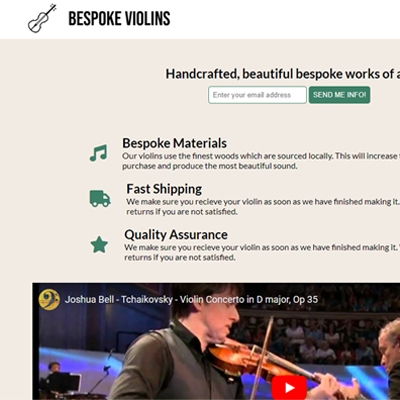 BESPOKE VIOLINS
Handcrafted, beautiful bespoke works of a
Enter your email address SEND ME INFO!
Bespoke Materials
Our violins use the finest woods which are sourced locally. This will increase
purchase and produce the most beautiful sound.
Fast Shipping
We make sure you recieve your violin as soon as we have finished making it.
returns if you are not satisfied.
Quality Assurance
We make sure you recieve your violin as soon as we have finished making it.
returns if you are not satisfied.
Joshua Bell - Tchaikovsky - Violin Concerto in D major, Op 35